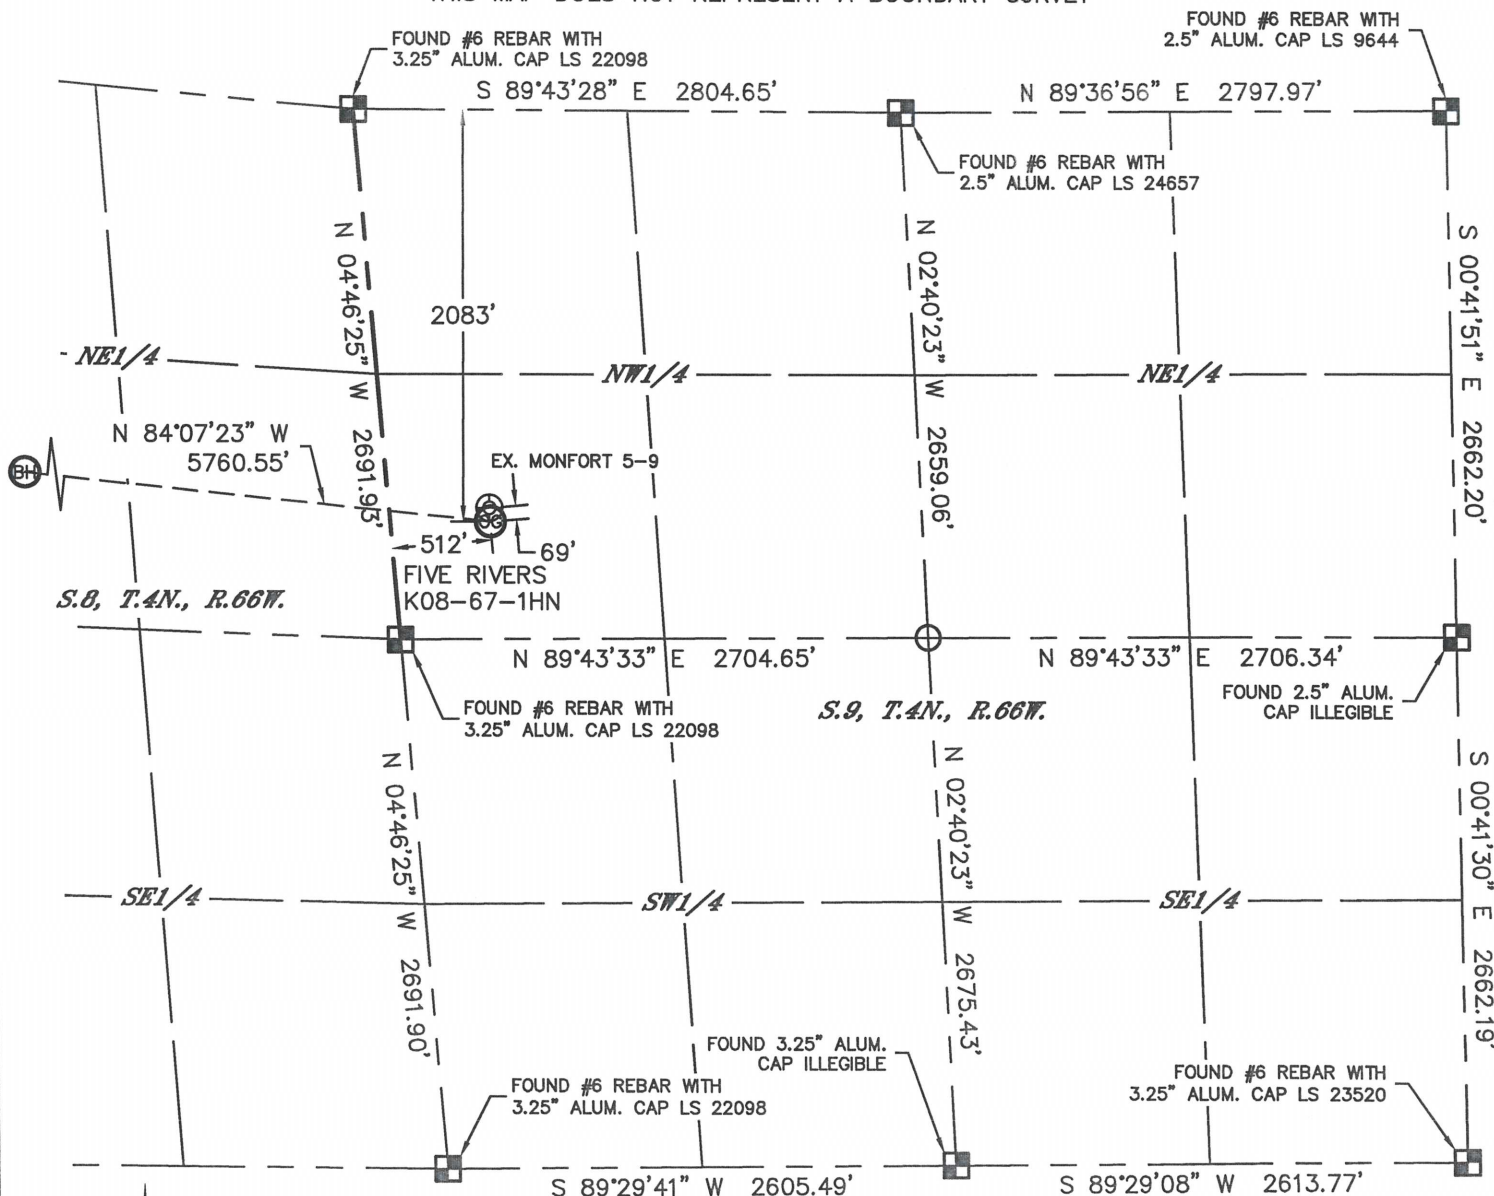 THIS MAP DOES NOT REPRESENT A BOUNDARY SURVEY
FOUND #6 REBAR WITH
3.25" ALUM. CAP LS 22098
FOUND #6 REBAR WITH
2.5" ALUM. CAP LS 9644
S 89°43'28" E 2804.65'
N 89°36'56" E 2797.97'
FOUND #6 REBAR WITH
2.5" ALUM. CAP LS 24657
N 04°46'25" W 2691.93'
2083'
N 02°40'23" W 2659.06'
S 00°41'51" E 2662.20'
NE1/4
NW1/4
NE1/4
N 84°07'23" W
5760.55'
BH
EX. MONFORT 5-9
OG
512'
69'
FIVE RIVERS
K08-67-1HN
S.8, T.4N., R.66W.
N 89°43'33" E 2704.65'
N 89°43'33" E 2706.34'
FOUND #6 REBAR WITH
3.25" ALUM. CAP LS 22098
S.9, T.4N., R.66W.
FOUND 2.5" ALUM.
CAP ILLEGIBLE
N 04°46'25" W 2691.90'
N 02°40'23" W 2675.43'
S 00°41'30" E 2662.19'
SE1/4
SW1/4
SE1/4
FOUND 3.25" ALUM.
CAP ILLEGIBLE
FOUND #6 REBAR WITH
3.25" ALUM. CAP LS 22098
FOUND #6 REBAR WITH
3.25" ALUM. CAP LS 23520
S 89°29'41" W 2605.49'
S 89°29'08" W 2613.77'